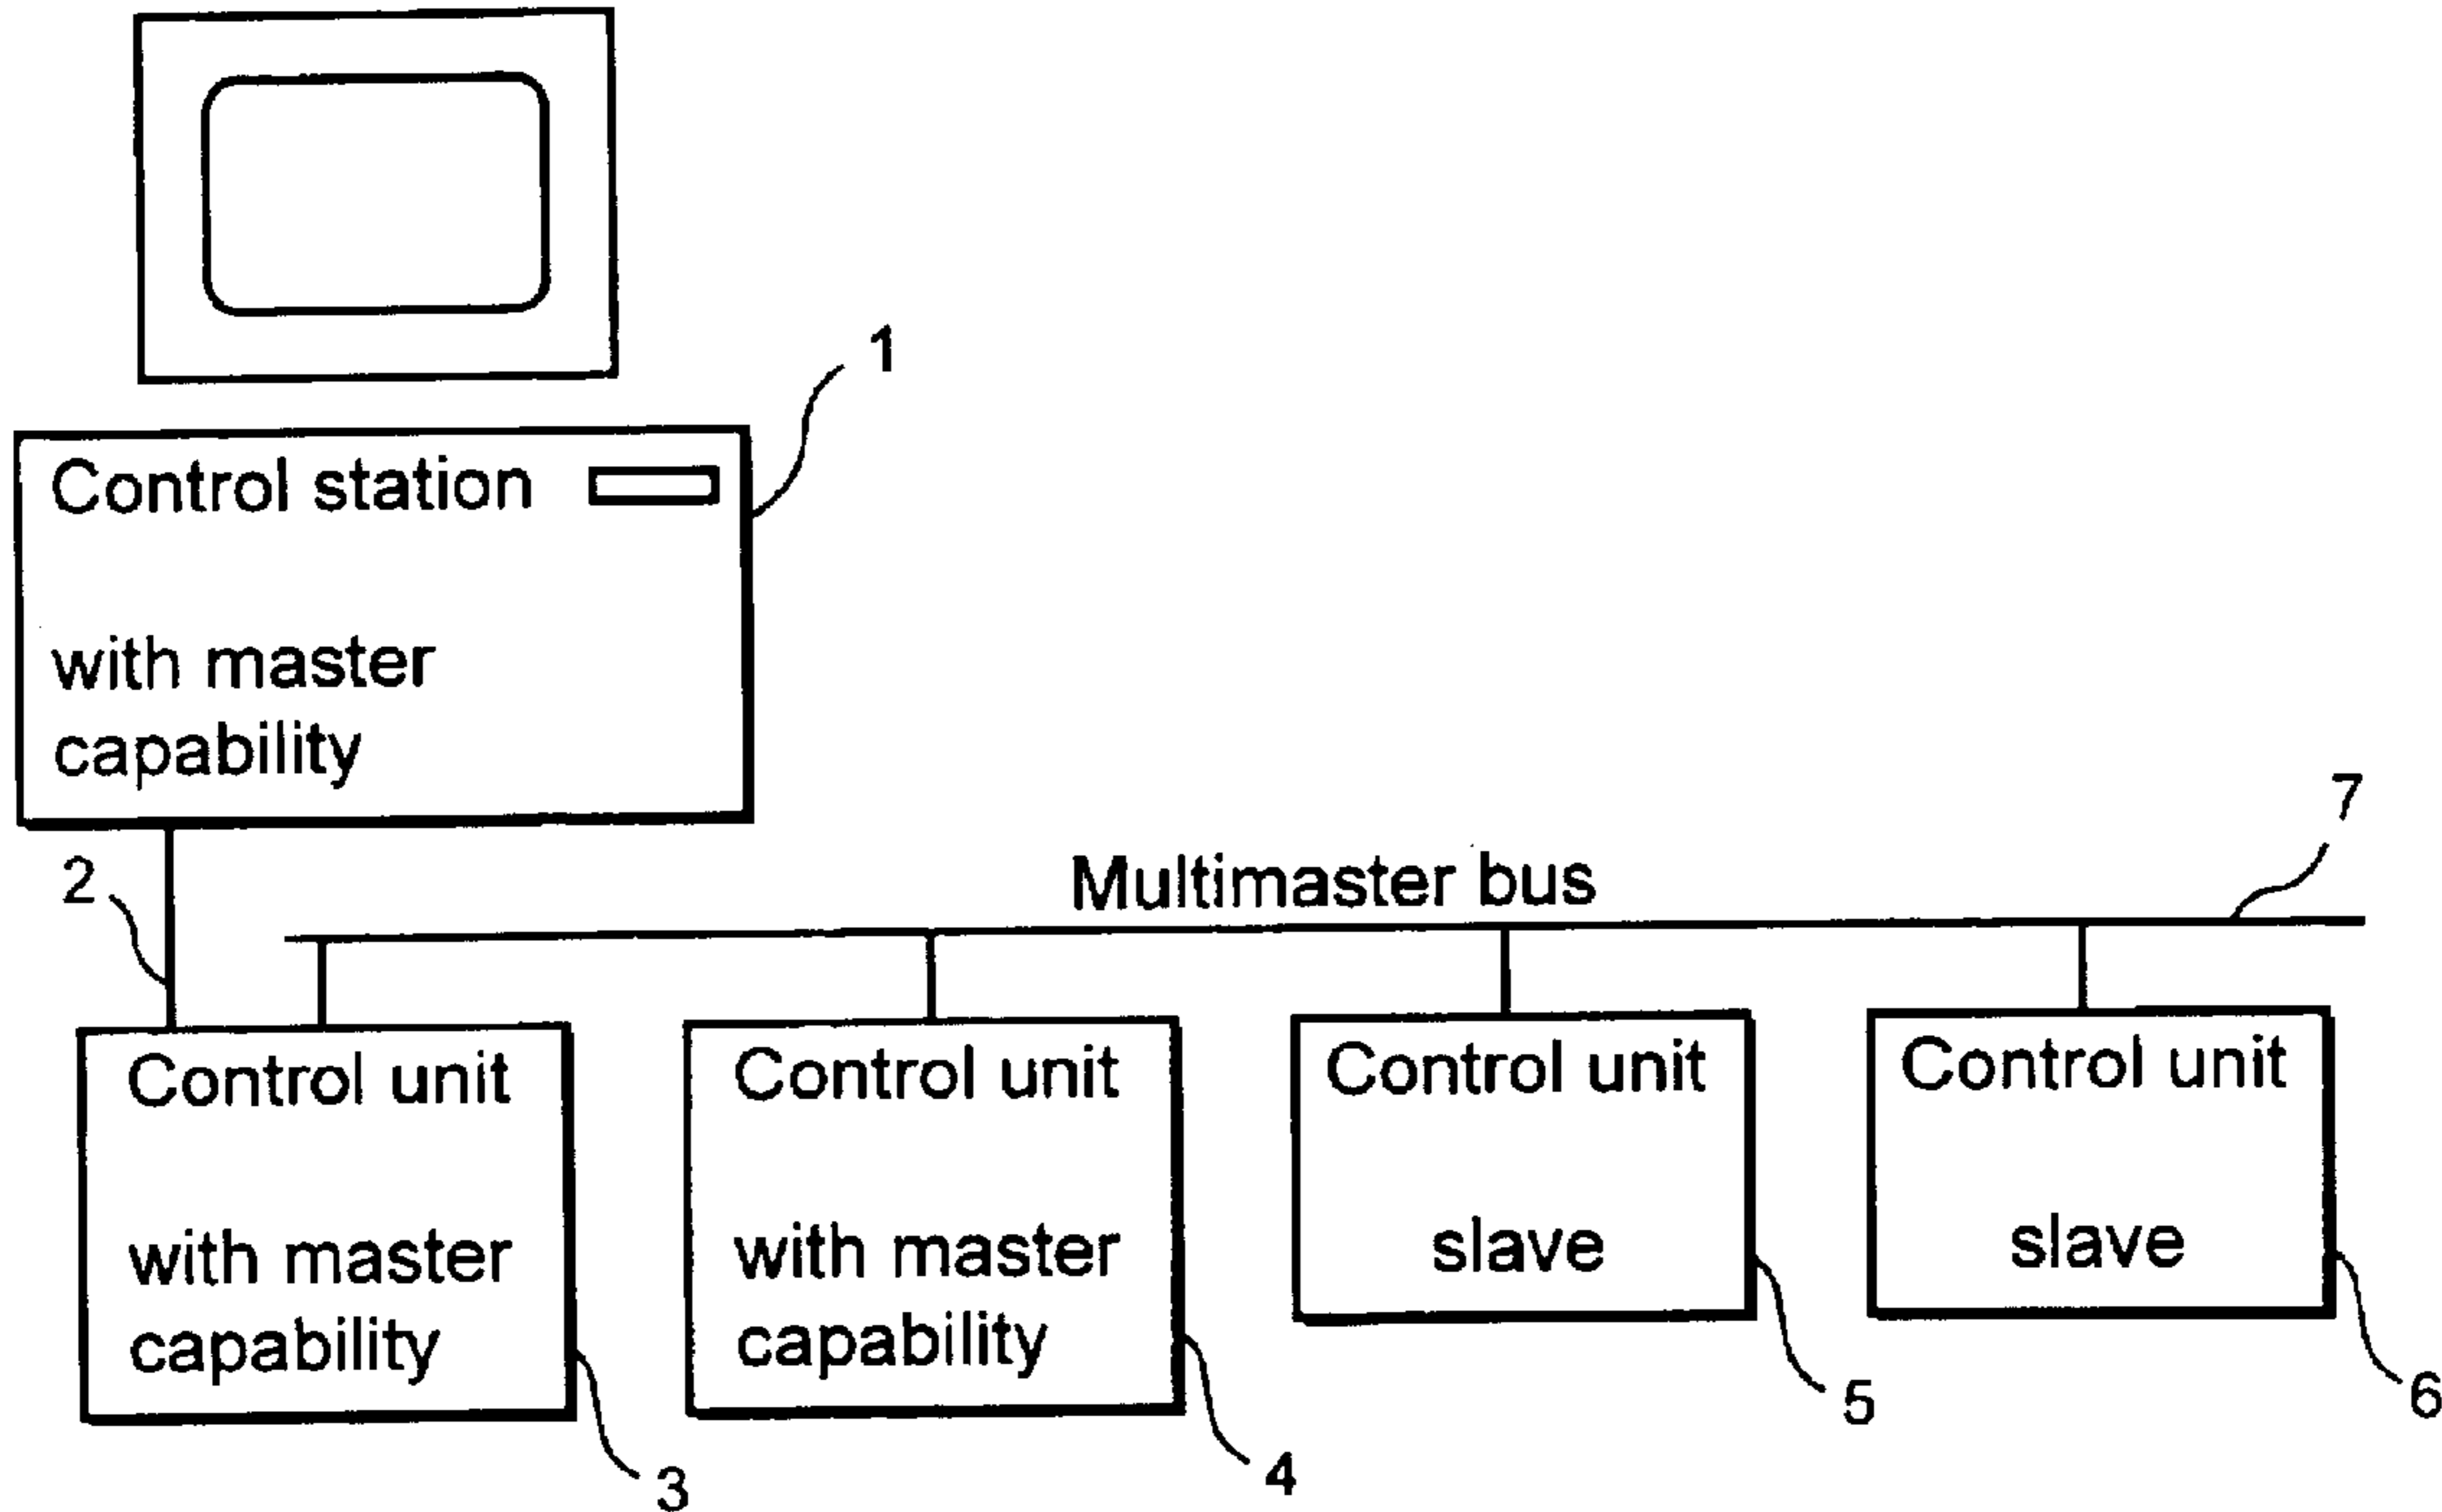 1
Control station
with master
capability
2
Multimaster bus
7
Control unit
with master
capability
3
Control unit
with master
capability
4
Control unit
slave
5
Control unit
slave
6